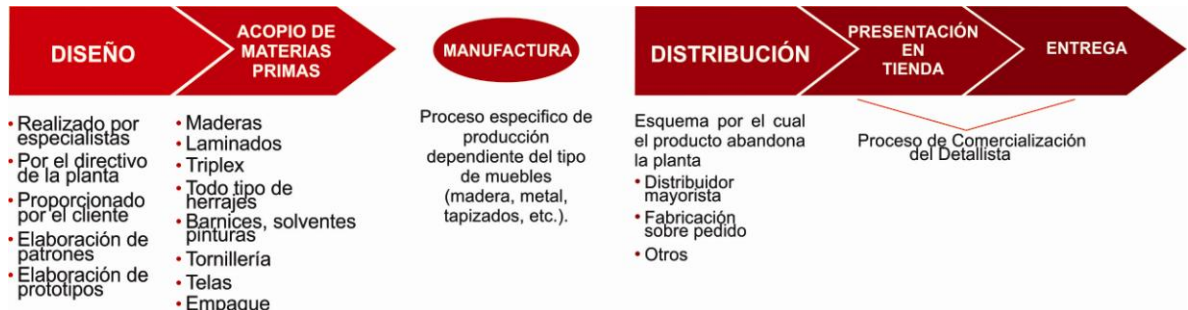 DISEÑO
ACOPIO DE
MATERIAS
PRIMAS
MANUFACTURA
DISTRIBUCIÓN
PRESENTACIÓN
EN
TIENDA
ENTREGA
• Realizado por
especialistas
• Por el directivo
de la planta
• Proporcionado
por el cliente
• Elaboración de
patrones
• Elaboración de
prototipos
• Maderas
• Laminados
• Triplex
• Todo tipo de
herrajes
• Barnices, solventes
pinturas
• Tornillería
• Telas
• Empaque
Proceso especifico de
producción
dependiente del tipo
de muebles
(madera, metal,
tapizados, etc.).
Esquema por el cual
el producto abandona
la planta
• Distribuidor
mayorista
• Fabricación
sobre pedido
• Otros
Proceso de Comercialización
del Detallista